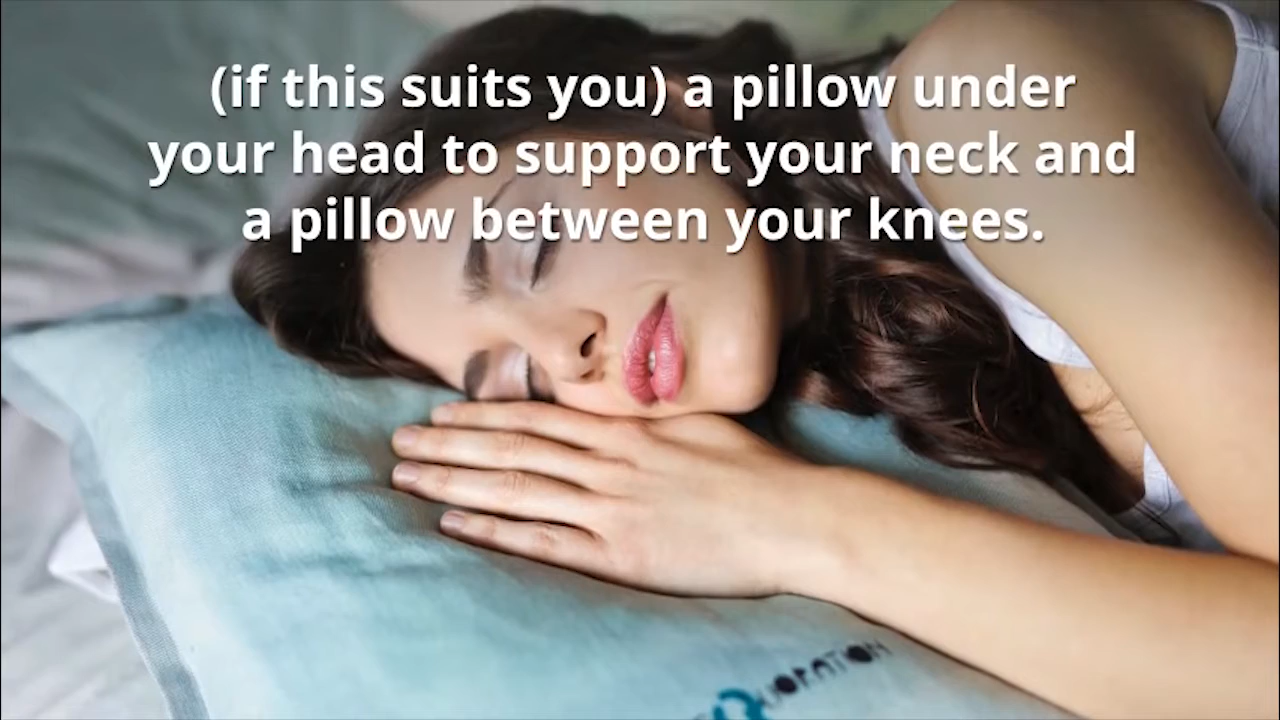 (if this suits you) a pillow under
your head to support your neck and
a pillow between your knees.